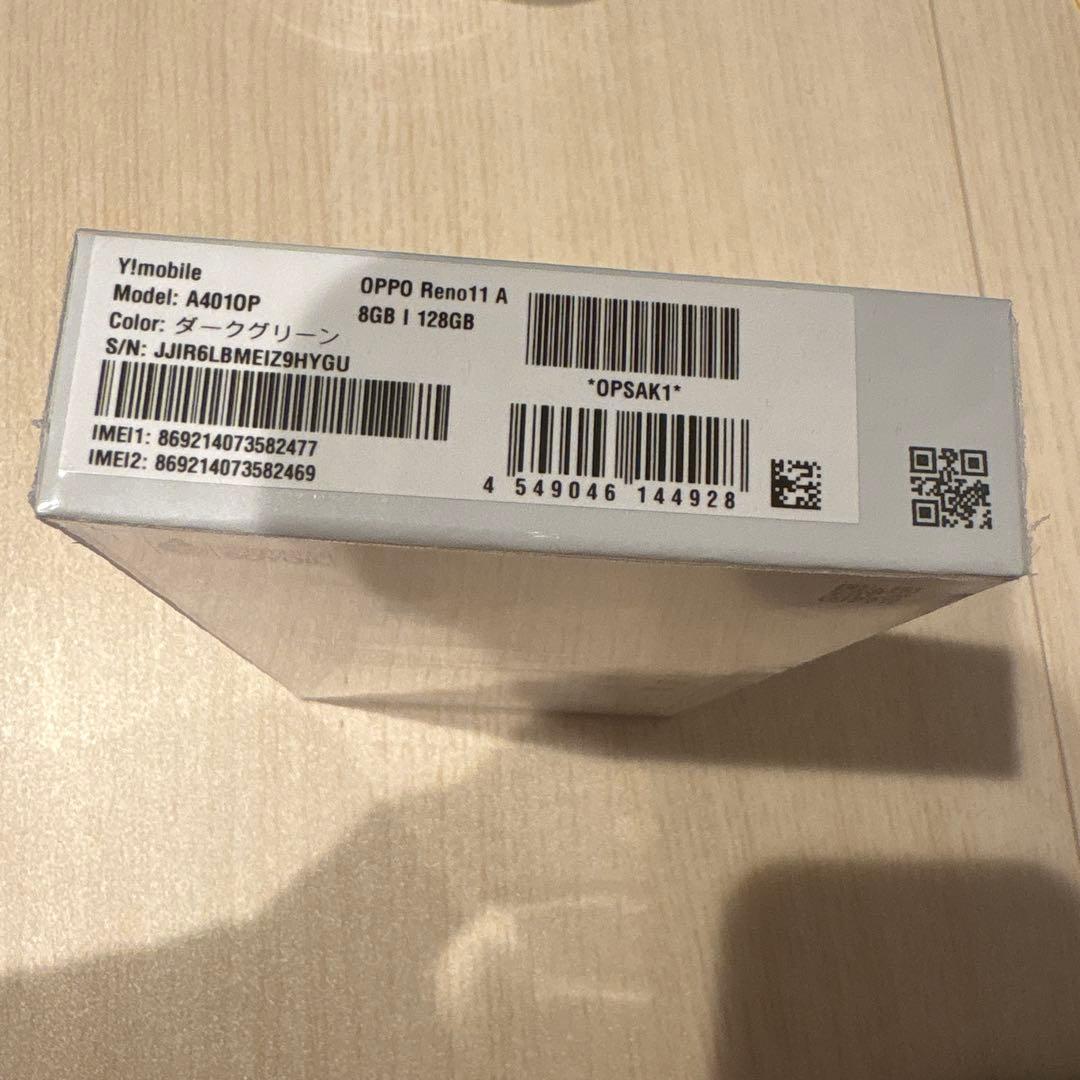 Y!mobile
Model: A401OP
Color: ダークグリーン
S/N: JJIR6LBMEIZ9HYGU
IMEI1: 869214073582477
IMEI2: 869214073582469
OPPO Reno11 A
8GB | 128GB
*OPSAK1*
4 549046 144928